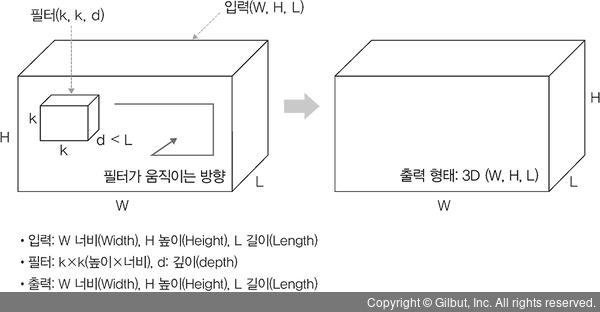 필터(k, k, d)
입력(W, H, L)
k
k
d < L
H
필터가 움직이는 방향
L
W
H
출력 형태: 3D (W, H, L)
L
W
• 입력: W 너비(Width), H 높이(Height), L 길이(Length)
• 필터: k×k(높이×너비), d: 깊이(depth)
• 출력: W 너비(Width), H 높이(Height), L 길이(Length)
Copyright © Gilbut, Inc. All rights reserved.